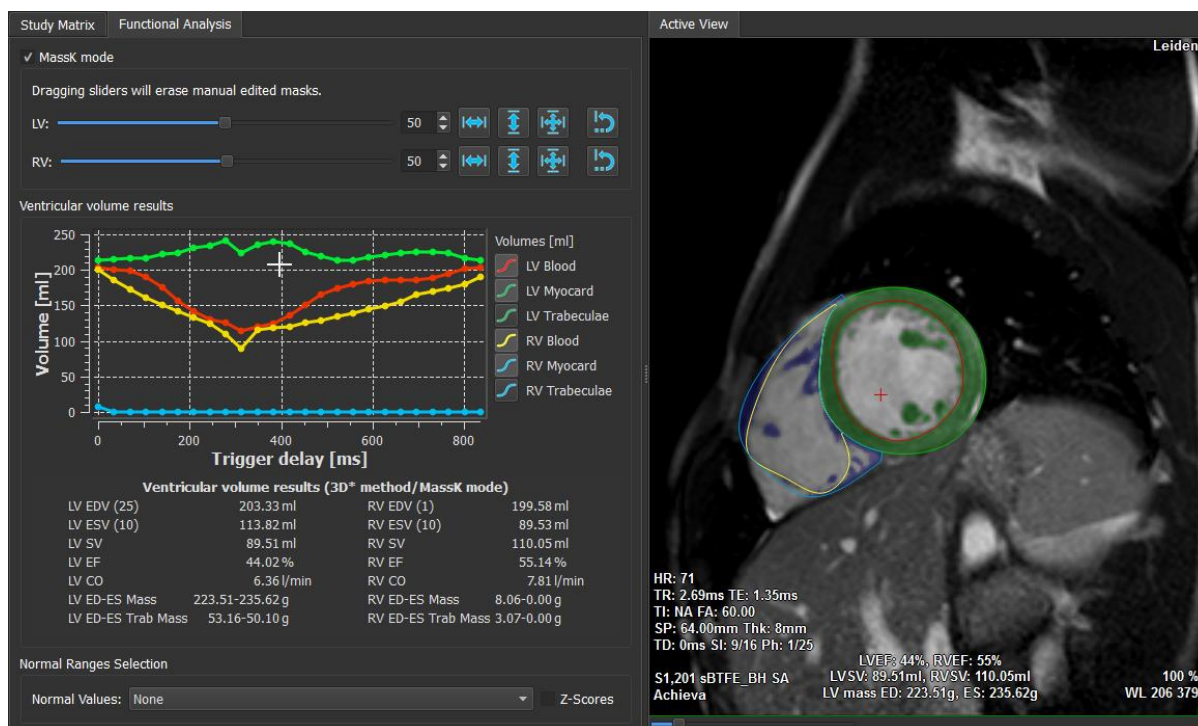 Study Matrix Functional Analysis
MassK mode
Dragging sliders will erase manual edited masks.
LV: 50
RV: 50
Ventricular volume results
250
200
150
100
50
0
Volume [ml]
0 200 400 600 800
Trigger delay [ms]
Volumes [ml]
LV Blood
LV Myocard
LV Trabeculae
RV Blood
RV Myocard
RV Trabeculae
Ventricular volume results (3D* method/MassK mode)
LV EDV (25) 203.33 ml RV EDV (1) 199.58 ml
LV ESV (10) 113.82 ml RV ESV (10) 89.53 ml
LV SV 89.51 ml RV SV 110.05 ml
LV EF 44.02 % RV EF 55.14 %
LV CO 6.36 l/min RV CO 7.81 l/min
LV ED-ES Mass 223.51-235.62 g RV ED-ES Mass 8.06-0.00 g
LV ED-ES Trab Mass 53.16-50.10 g RV ED-ES Trab Mass 3.07-0.00 g
Normal Ranges Selection
Normal Values: None Z-Scores
Active View
Leiden
HR: 71
TR: 2.69ms TE: 1.35ms
TI: NA FA: 60.00
SP: 64.00mm Thk: 8mm
TD: 0ms Sl: 9/16 Ph: 1/25
S1,201 sBTFE_BH SA
Achieva
LVEF: 44%, RVEF: 55%
LVSV: 89.51ml, RVSV: 110.05ml
LV mass ED: 223.51g, ES: 235.62g
100 %
WL 206 379